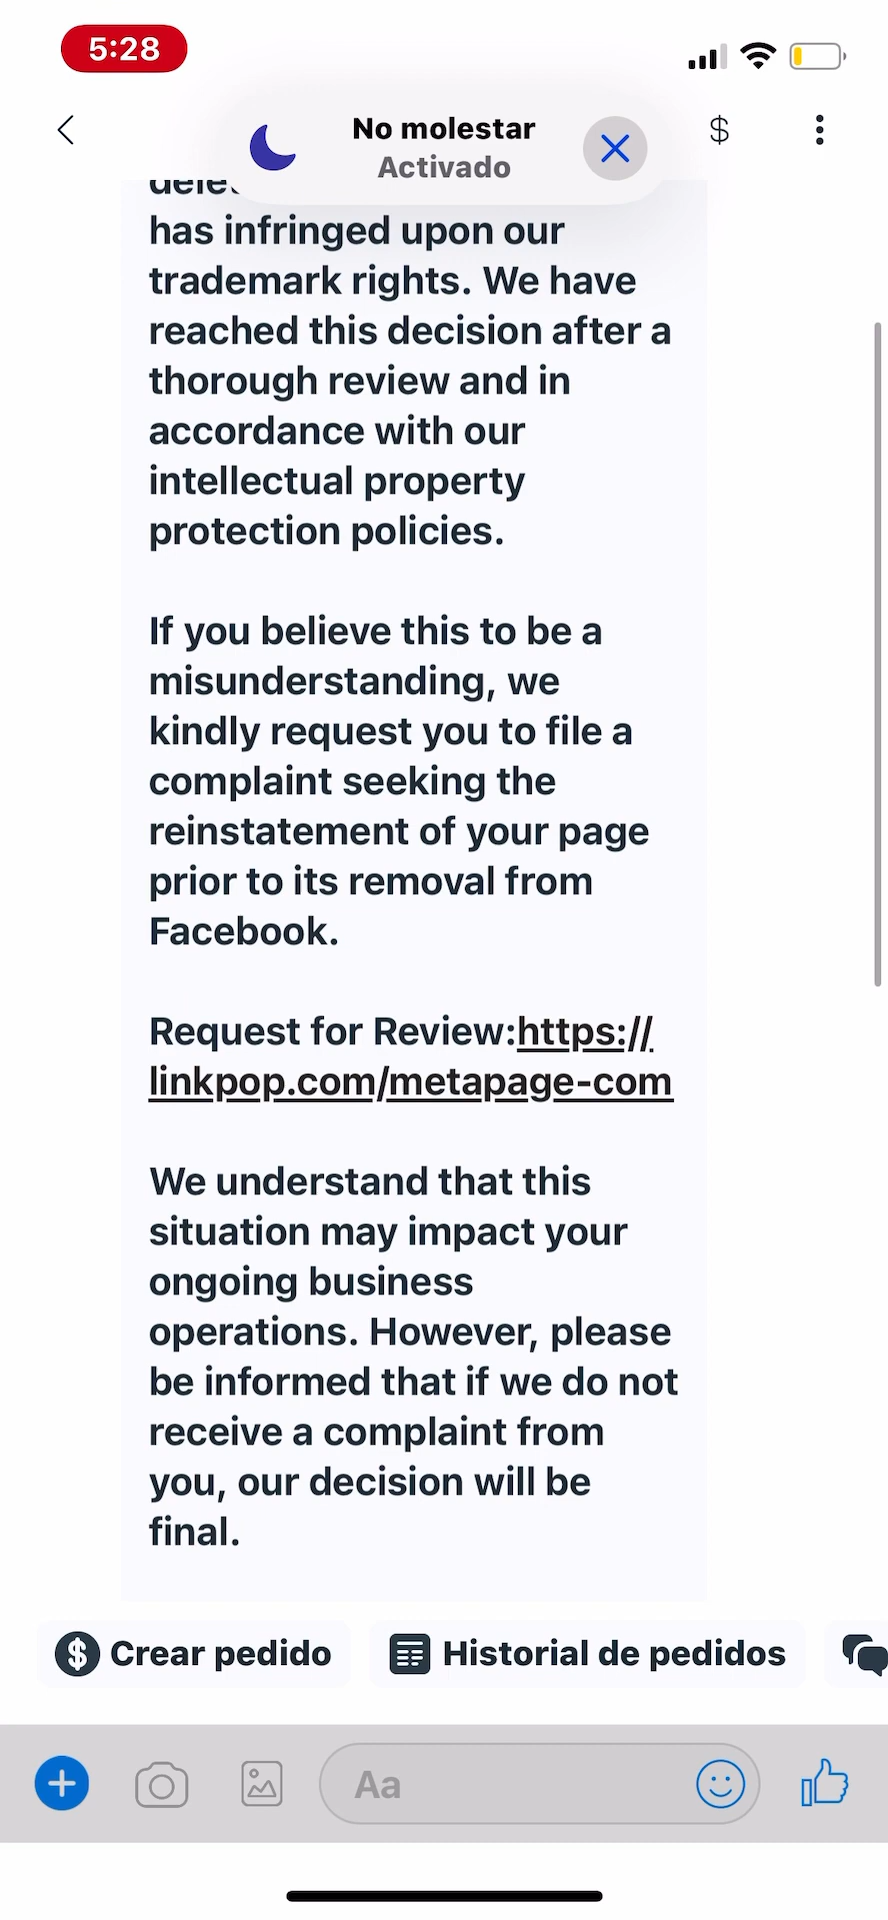 5:28
No molestar
Activado
has infringed upon our
trademark rights. We have
reached this decision after a
thorough review and in
accordance with our
intellectual property
protection policies.
If you believe this to be a
misunderstanding, we
kindly request you to file a
complaint seeking the
reinstatement of your page
prior to its removal from
Facebook.
Request for Review:https://
linkpop.com/metapage-com
We understand that this
situation may impact your
ongoing business
operations. However, please
be informed that if we do not
receive a complaint from
you, our decision will be
final.
Crear pedido
Historial de pedidos
Aa